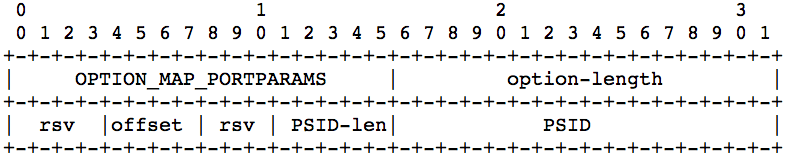 0                   1                   2                   3
0 1 2 3 4 5 6 7 8 9 0 1 2 3 4 5 6 7 8 9 0 1 2 3 4 5 6 7 8 9 0 1
+-+-+-+-+-+-+-+-+-+-+-+-+-+-+-+-+-+-+-+-+-+-+-+-+-+-+-+-+-+-+-+-+
|     OPTION_MAP_PORTPARAMS     |         option-length         |
+-+-+-+-+-+-+-+-+-+-+-+-+-+-+-+-+-+-+-+-+-+-+-+-+-+-+-+-+-+-+-+-+
|  rsv  |offset | rsv | PSID-len|            PSID               |
+-+-+-+-+-+-+-+-+-+-+-+-+-+-+-+-+-+-+-+-+-+-+-+-+-+-+-+-+-+-+-+-+